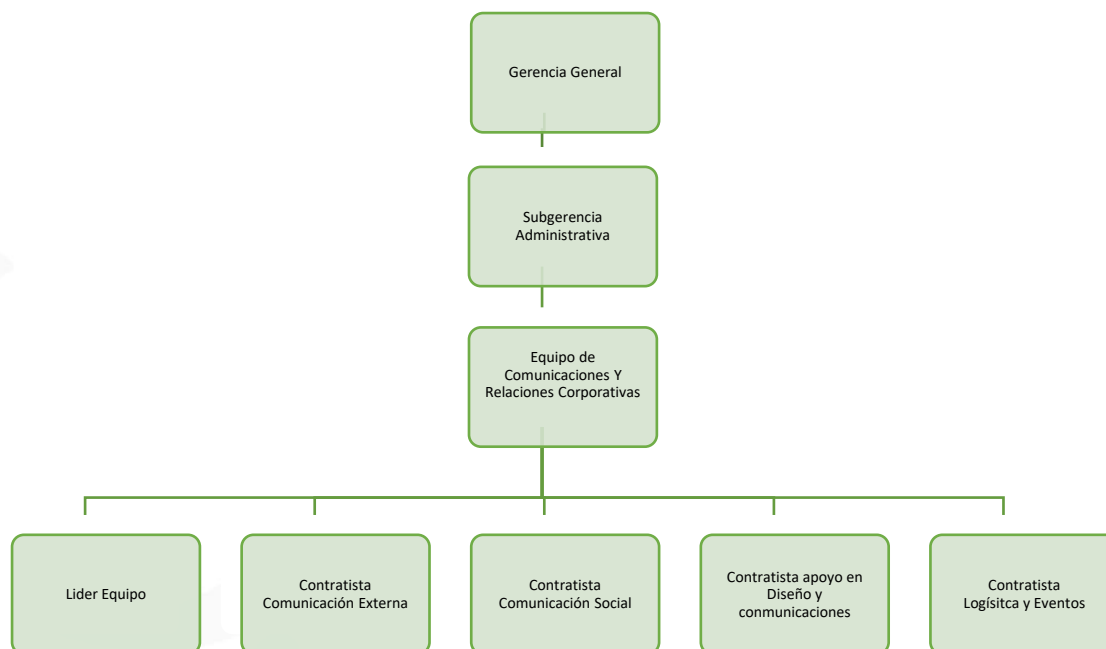 Gerencia General
Subgerencia
Administrativa
Equipo de
Comunicaciones Y
Relaciones Corporativas
Lider Equipo
Contratista
Comunicación Externa
Contratista
Comunicación Social
Contratista apoyo en
Diseño y
conmunicaciones
Contratista
Logísitca y Eventos